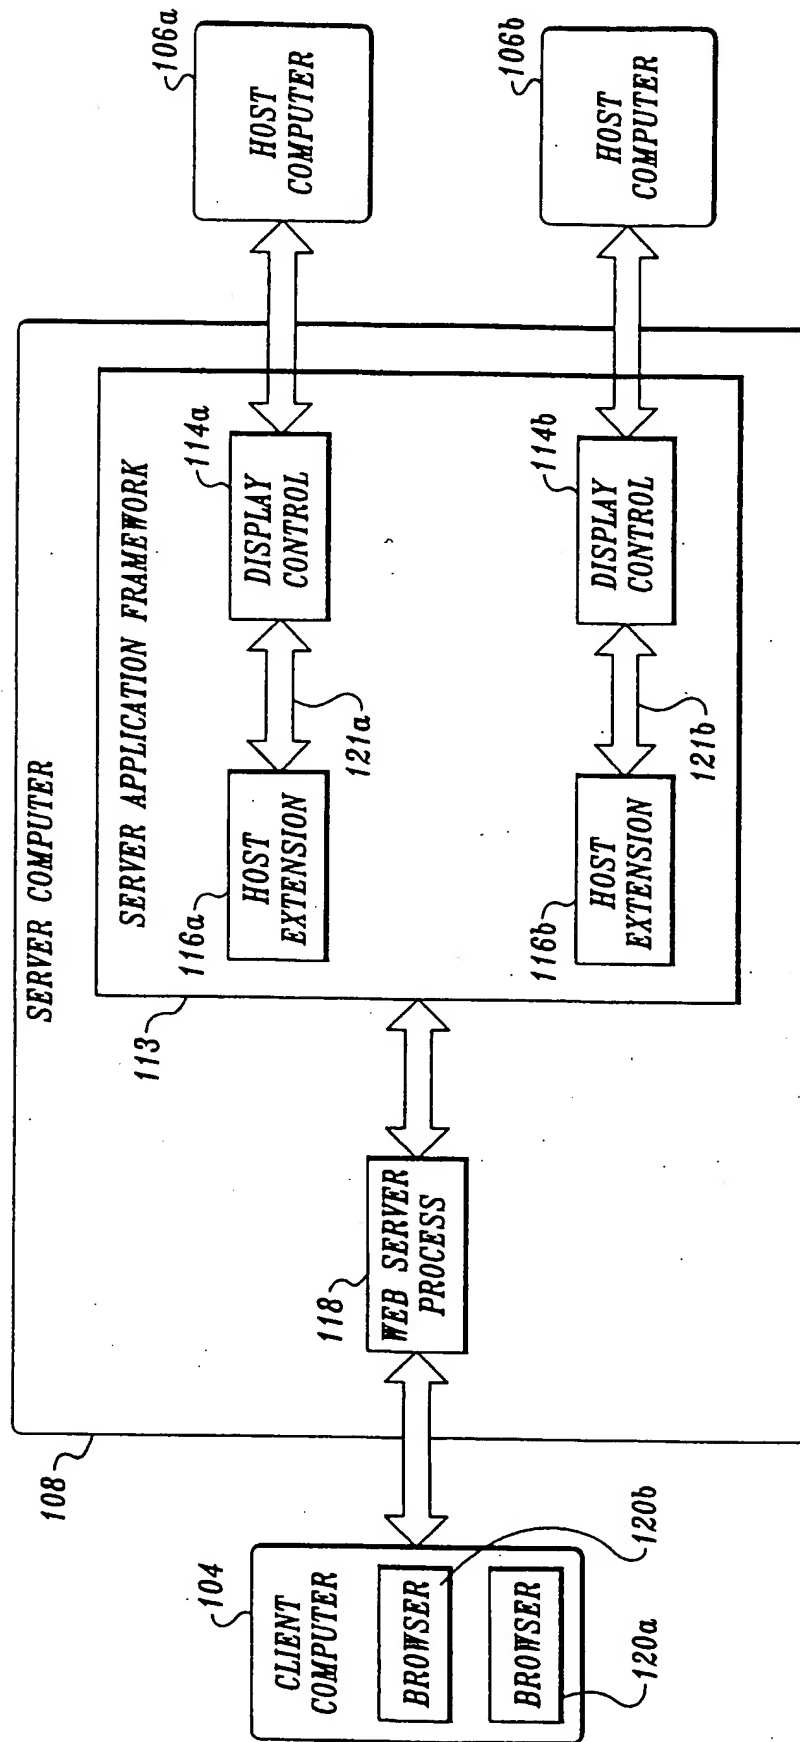 SERVER COMPUTER
108
104
CLIENT
COMPUTER
BROWSER
120b
BROWSER
120a
118
WEB SERVER
PROCESS
113
SERVER APPLICATION FRAMEWORK
116a
HOST
EXTENSION
121a
114a
DISPLAY
CONTROL
106a
HOST
COMPUTER
116b
HOST
EXTENSION
121b
114b
DISPLAY
CONTROL
106b
HOST
COMPUTER